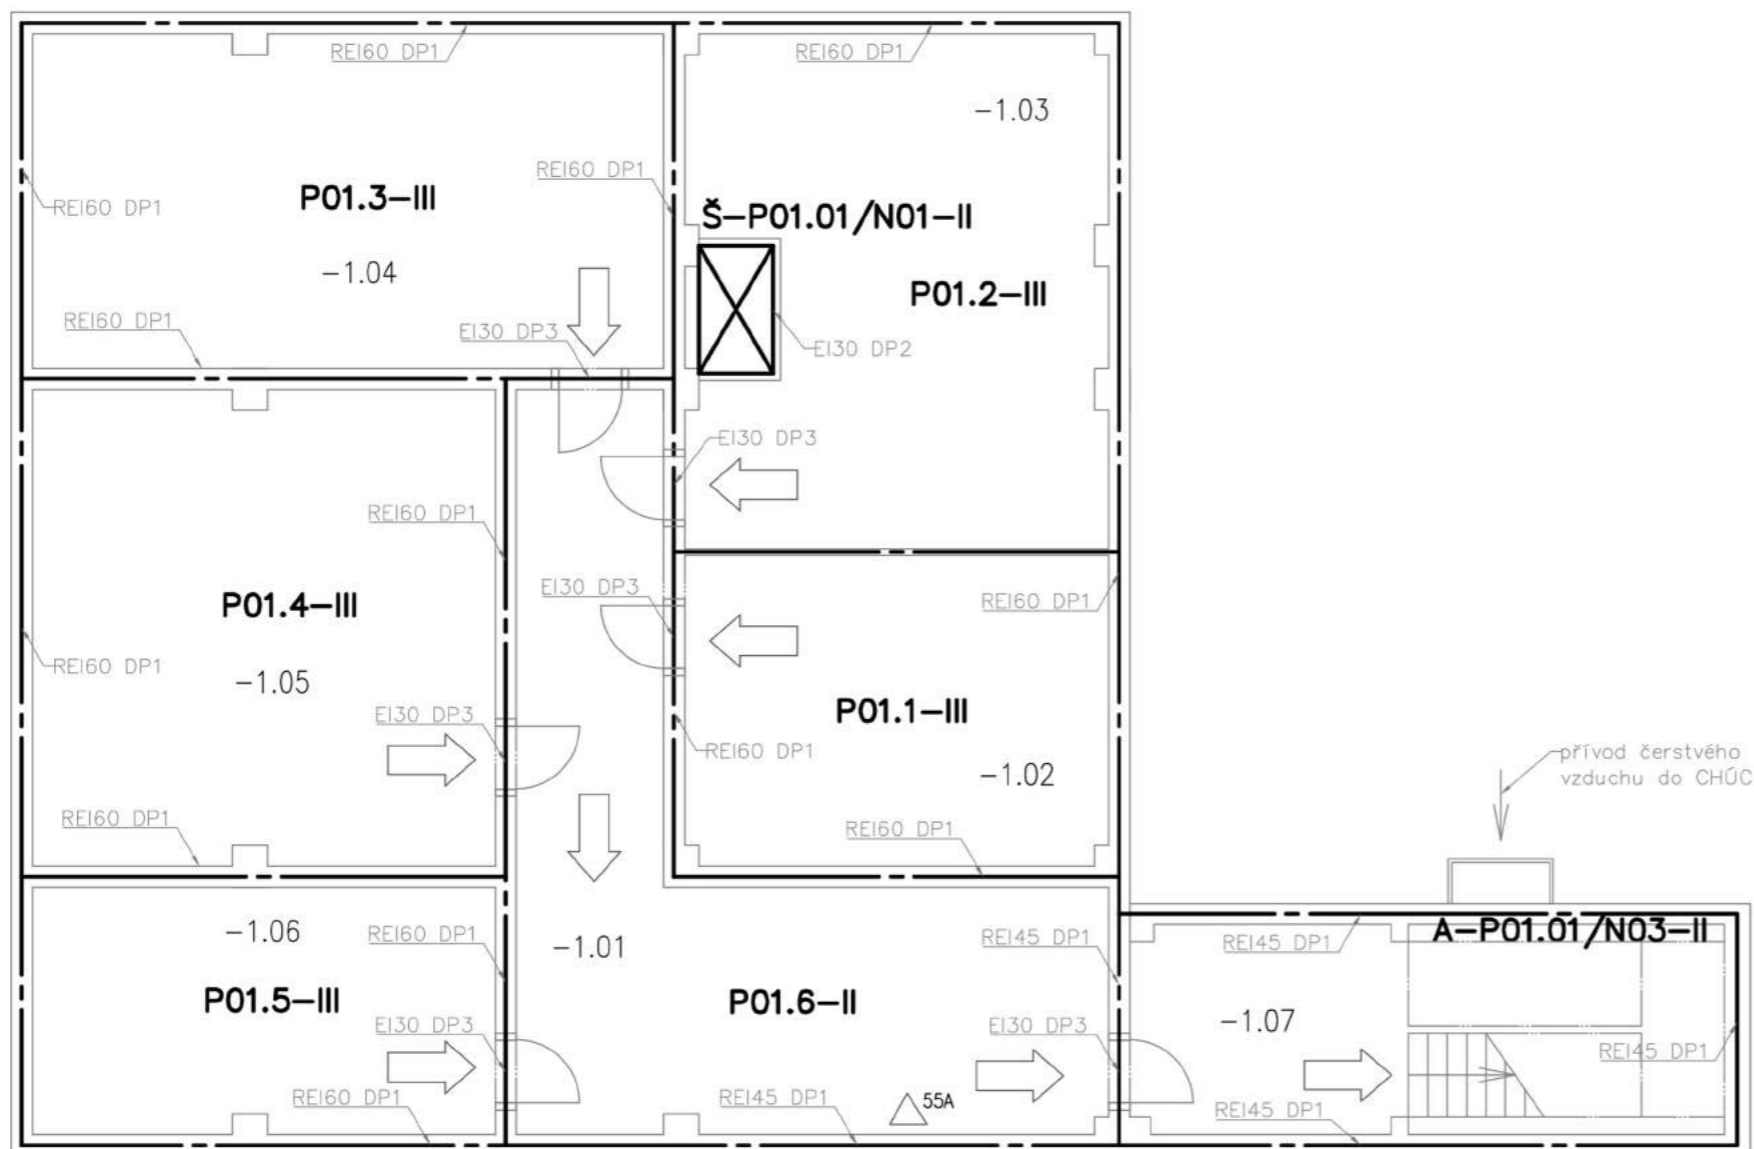 REI60 DP1
REI60 DP1
-1.03
REI60 DP1
P01.3-III
REI60 DP1
Š-P01.01/N01-II
-1.04
P01.2-III
REI60 DP1
EI30 DP3
EI30 DP2
EI30 DP3
REI60 DP1
EI30 DP3
REI60 DP1
P01.4-III
REI60 DP1
-1.05
P01.1-III
EI30 DP3
REI60 DP1
-1.02
přívod čerstvého
vzduchu do CHÚC
REI60 DP1
REI60 DP1
-1.06
REI60 DP1
-1.01
REI45 DP1
REI45 DP1
A-P01.01/N03-II
P01.5-III
P01.6-II
-1.07
EI30 DP3
EI30 DP3
REI45 DP1
REI60 DP1
REI45 DP1
55A
REI45 DP1